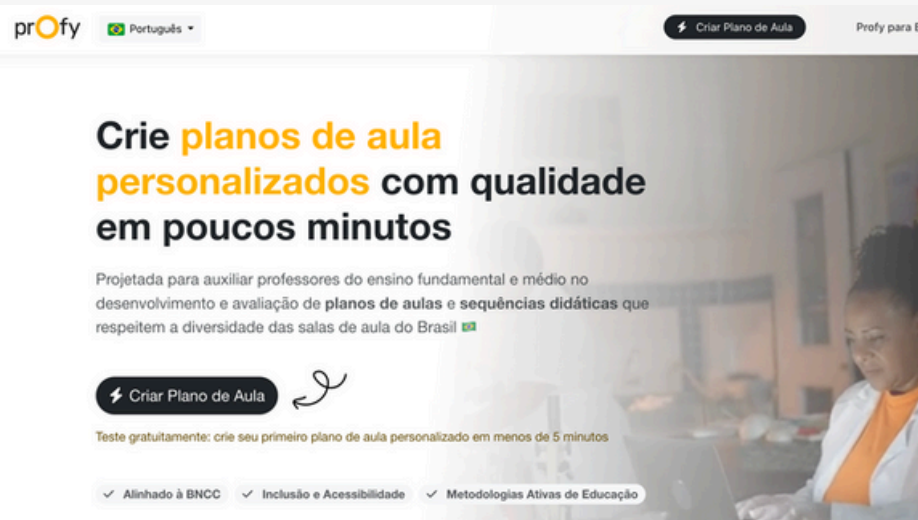 profy
Português
Criar Plano de Aula
Profy para
Crie planos de aula
personalizados com qualidade
em poucos minutos
Projetada para auxiliar professores do ensino fundamental e médio no
desenvolvimento e avaliação de planos de aulas e sequências didáticas que
respeitem a diversidade das salas de aula do Brasil
Criar Plano de Aula
Teste gratuitamente: crie seu primeiro plano de aula personalizado em menos de 5 minutos
Alinhado à BNCC
Inclusão e Acessibilidade
Metodologias Ativas de Educação